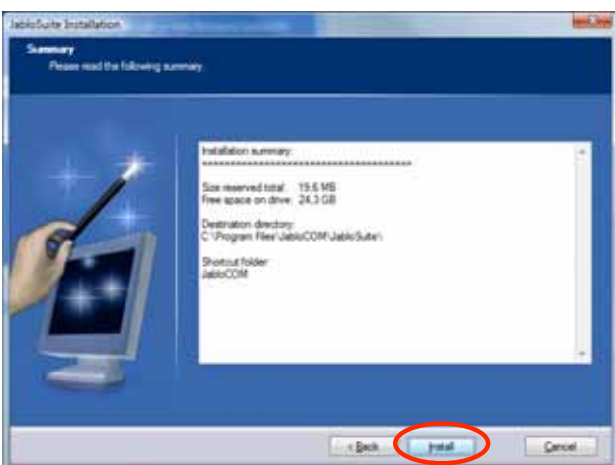 JabloSuite Installation
Summary
Please read the following summary.
Installation summary:
Size reserved total: 19,6 MB
Free space on drive: 24,3 GB
Destination directory:
C:\Program Files\JabloCOM\JabloSuite\
Shortcut folder:
JabloCOM
< Back
Install
Cancel